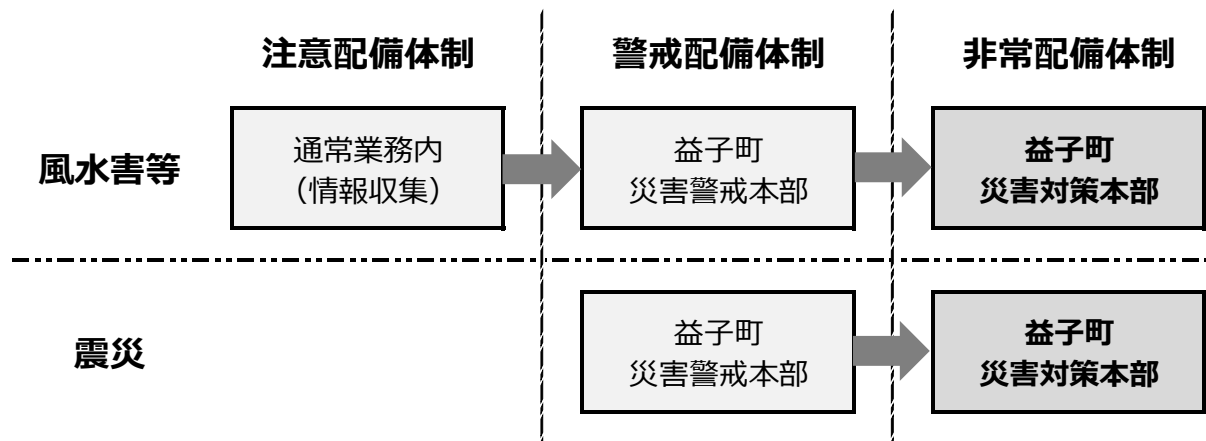 注意配備体制
警戒配備体制
非常配備体制
風水害等
通常業務内
（情報収集）
益子町
災害警戒本部
益子町
災害対策本部
震災
益子町
災害警戒本部
益子町
災害対策本部